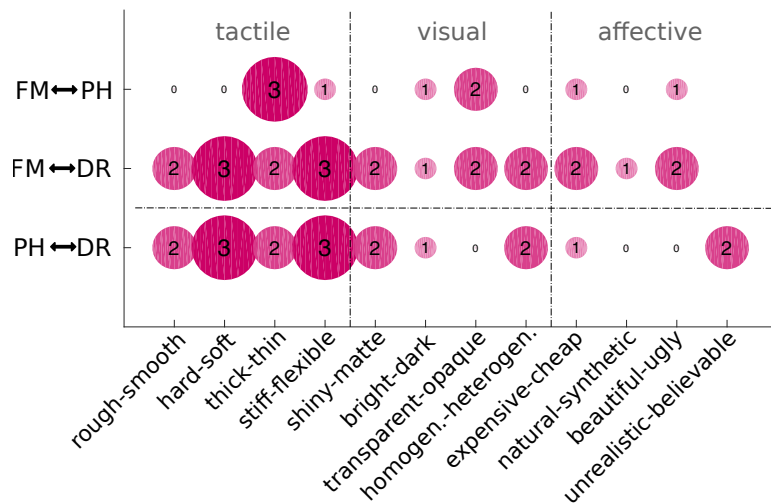 tactile visual affective
FM↔PH 0 0 3 1 0 1 2 0 1 0 1
FM↔DR 2 3 2 3 2 1 2 2 2 1 2
PH↔DR 2 3 2 3 2 1 0 2 1 0 0 2
rough-smooth
hard-soft
thick-thin
stiff-flexible
shiny-matte
bright-dark
transparent-opaque
homogen.-heterogen.
expensive-cheap
natural-synthetic
beautiful-ugly
unrealistic-believable